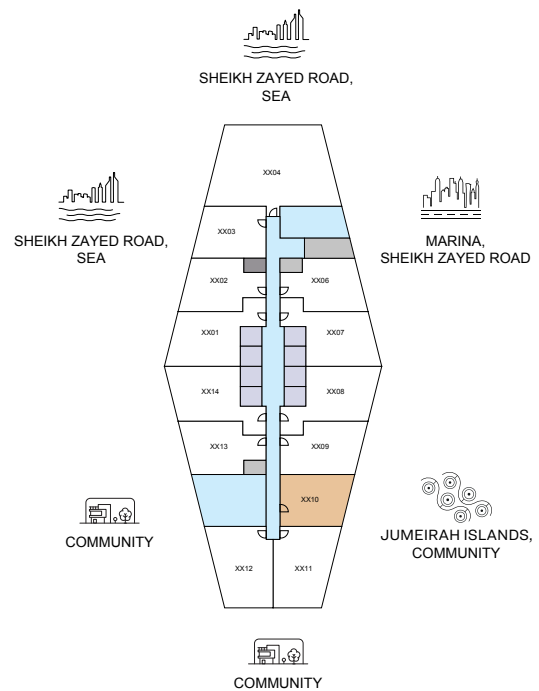 SHEIKH ZAYED ROAD,
SEA
XX04
SHEIKH ZAYED ROAD,
SEA
XX03
MARINA,
SHEIKH ZAYED ROAD
XX02
XX06
XX01
XX07
XX14
XX08
XX13
XX09
XX10
COMMUNITY
JUMEIRAH ISLANDS,
COMMUNITY
XX12
XX11
COMMUNITY